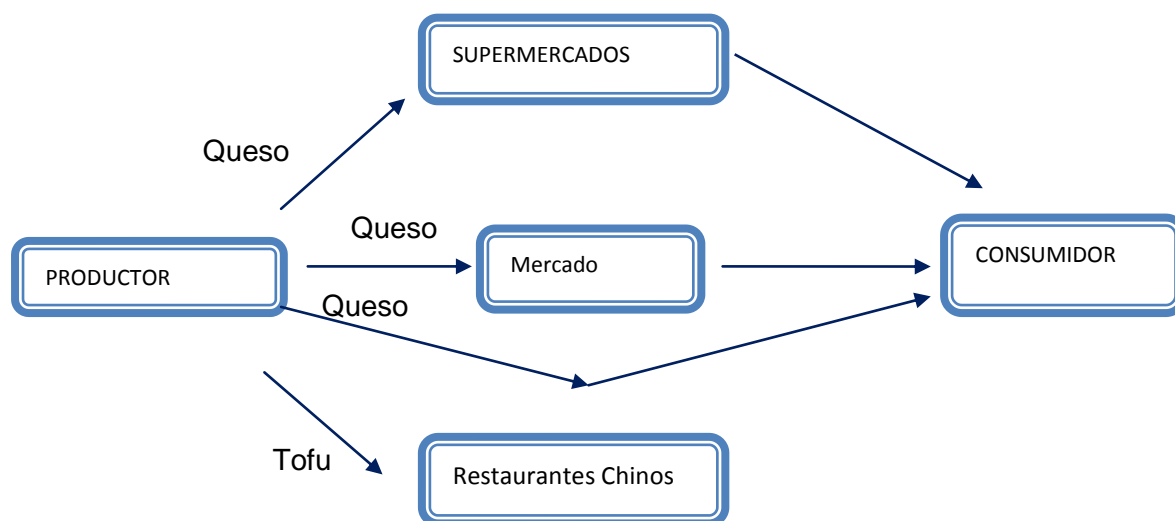 SUPERMERCADOS
Queso
Queso
Mercado
CONSUMIDOR
PRODUCTOR
Queso
Tofu
Restaurantes Chinos